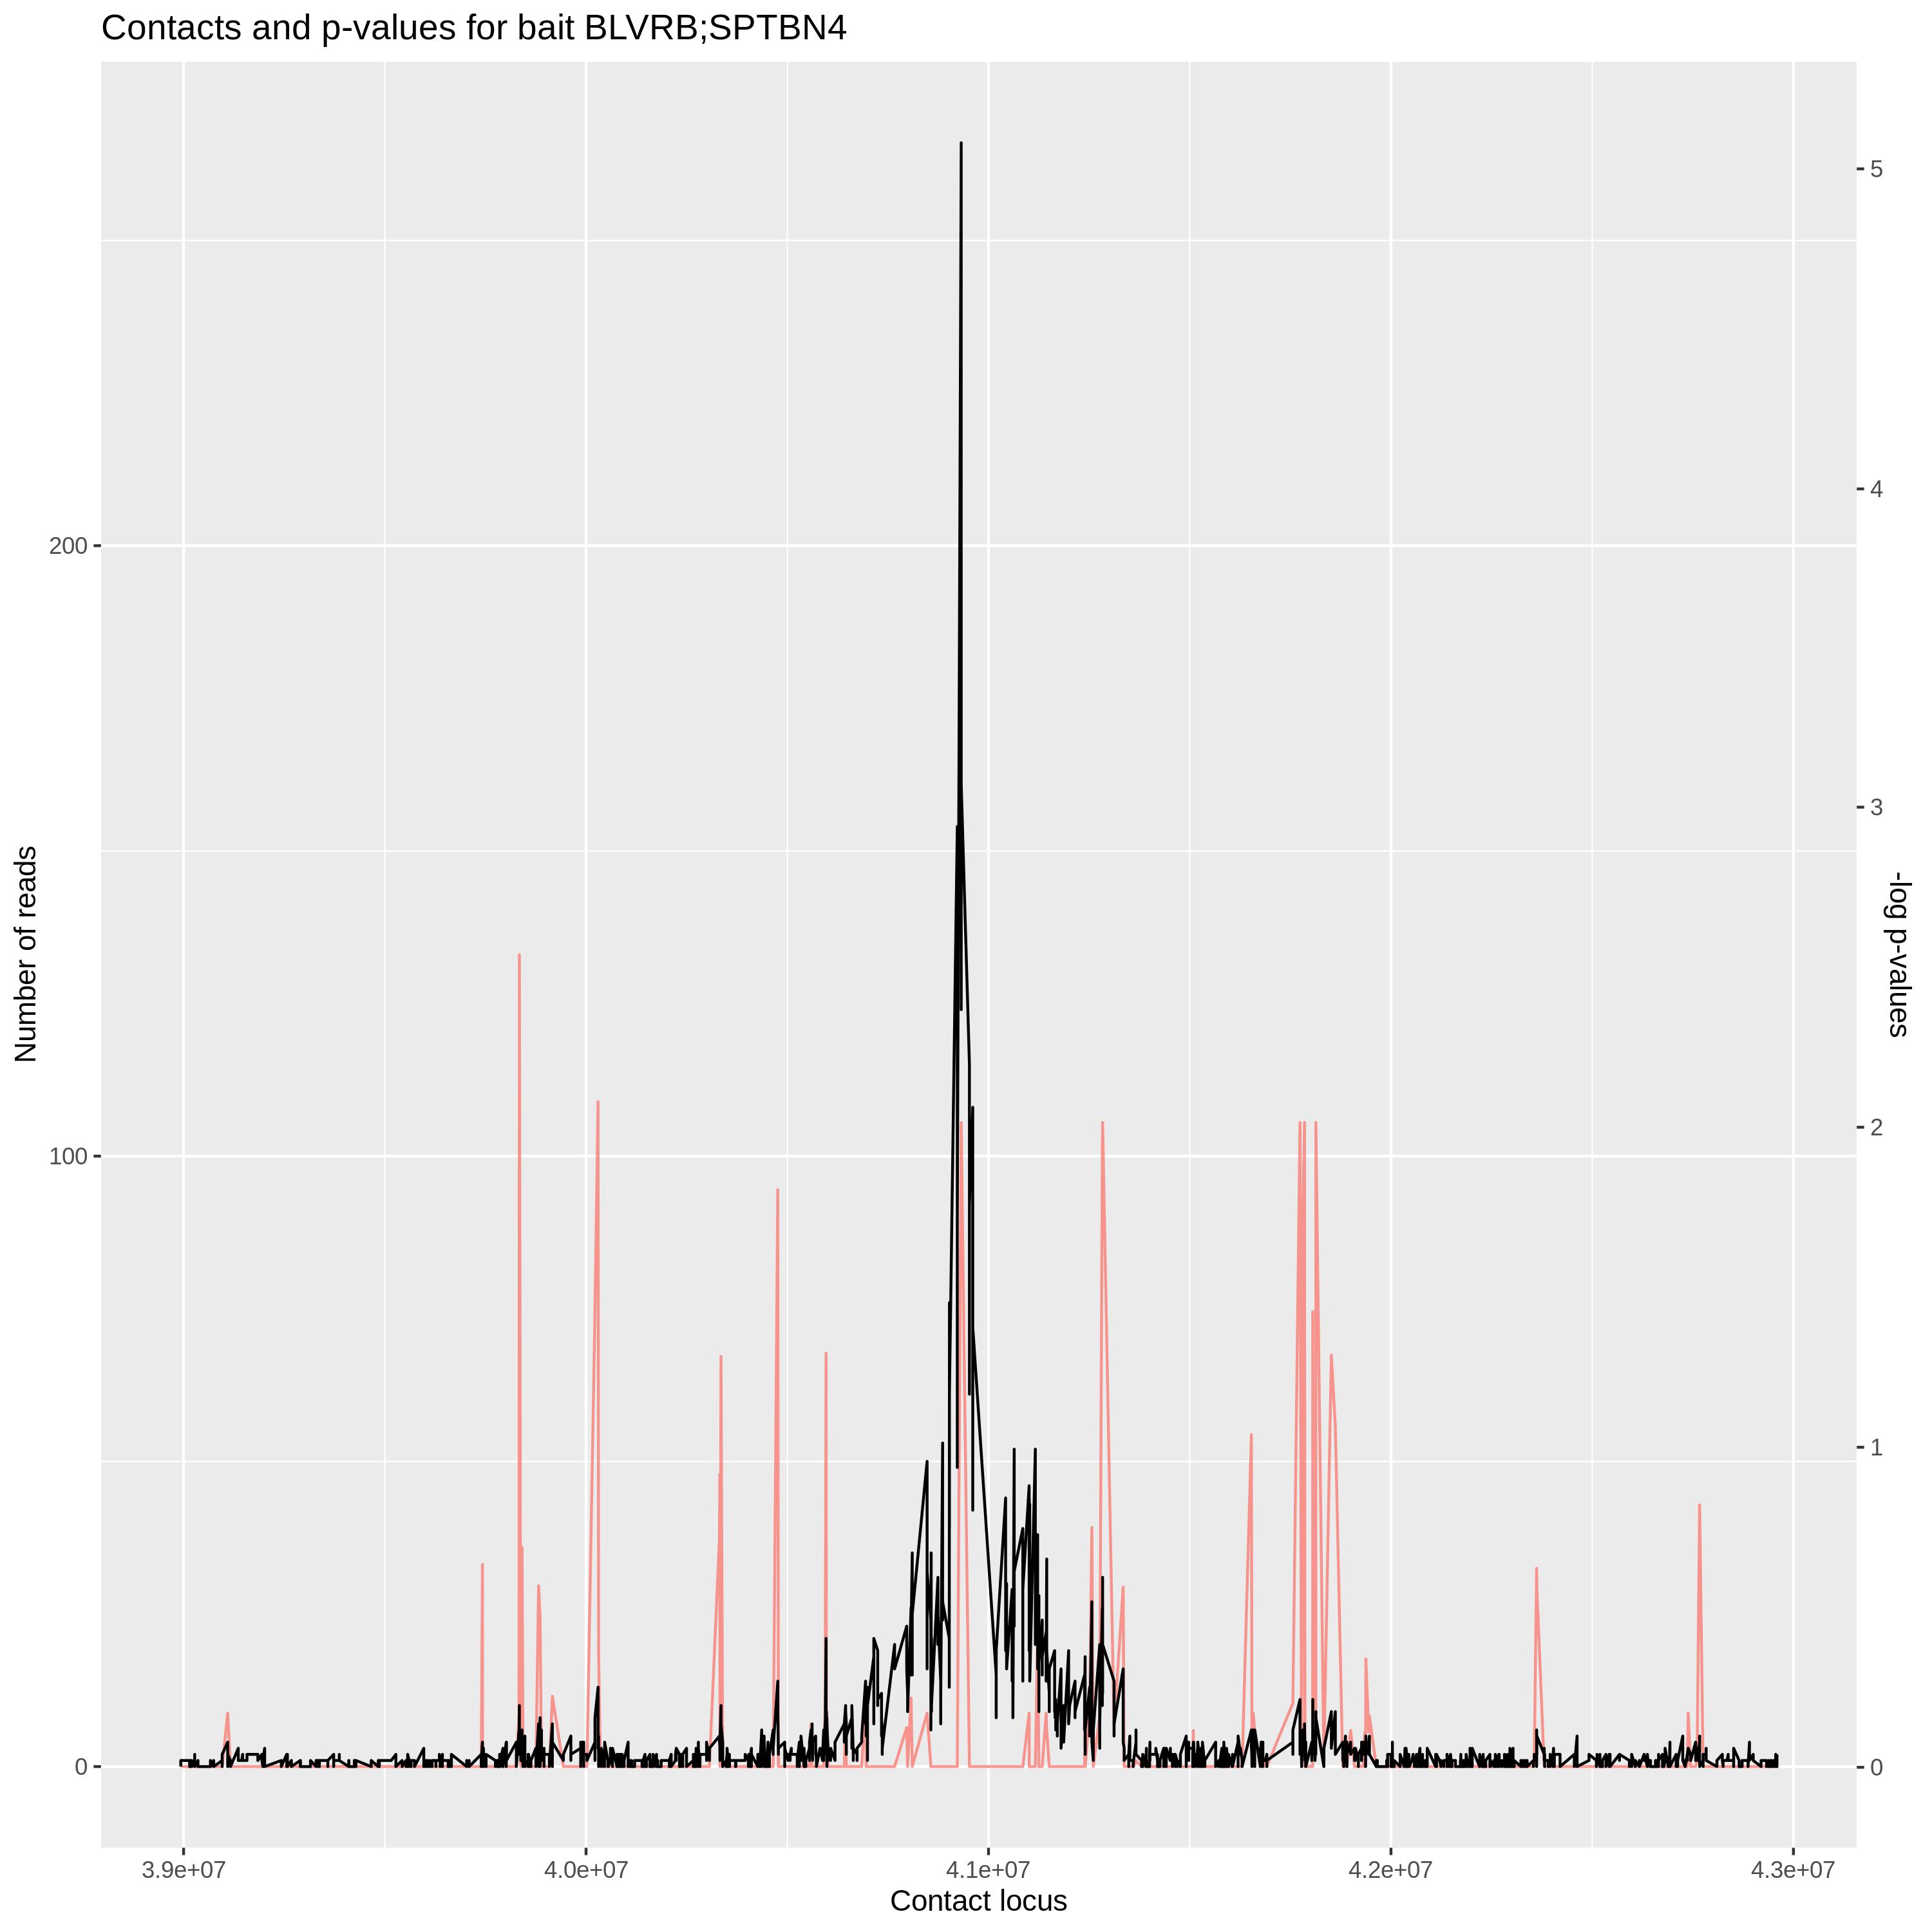 Contacts and p-values for bait BLVRB;SPTBN4
5
4
200
3
Number of reads
-log p-values
2
100
1
0
0
3.9e+07
4.0e+07
4.1e+07
4.2e+07
4.3e+07
Contact locus